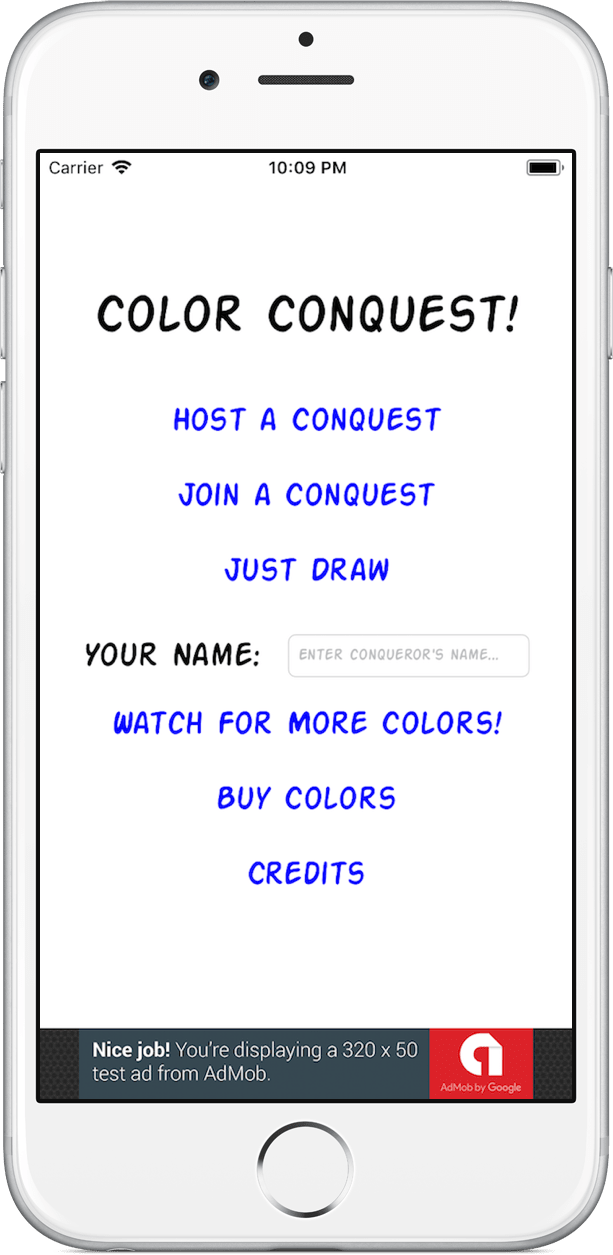 Carrier 10:09 PM
COLOR CONQUEST!
HOST A CONQUEST
JOIN A CONQUEST
JUST DRAW
YOUR NAME: ENTER CONQUEROR'S NAME...
WATCH FOR MORE COLORS!
BUY COLORS
CREDITS
Nice job! You're displaying a 320 x 50
test ad from AdMob.
AdMob by Google